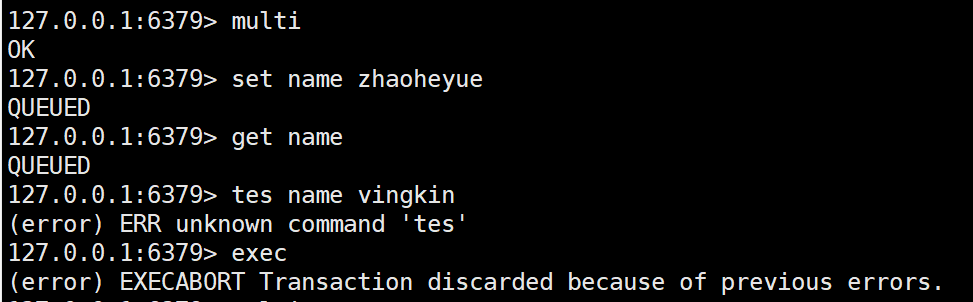 127.0.0.1:6379> multi
OK
127.0.0.1:6379> set name zhaoheyue
QUEUED
127.0.0.1:6379> get name
QUEUED
127.0.0.1:6379> tes name vingkin
(error) ERR unknown command 'tes'
127.0.0.1:6379> exec
(error) EXECABORT Transaction discarded because of previous errors.